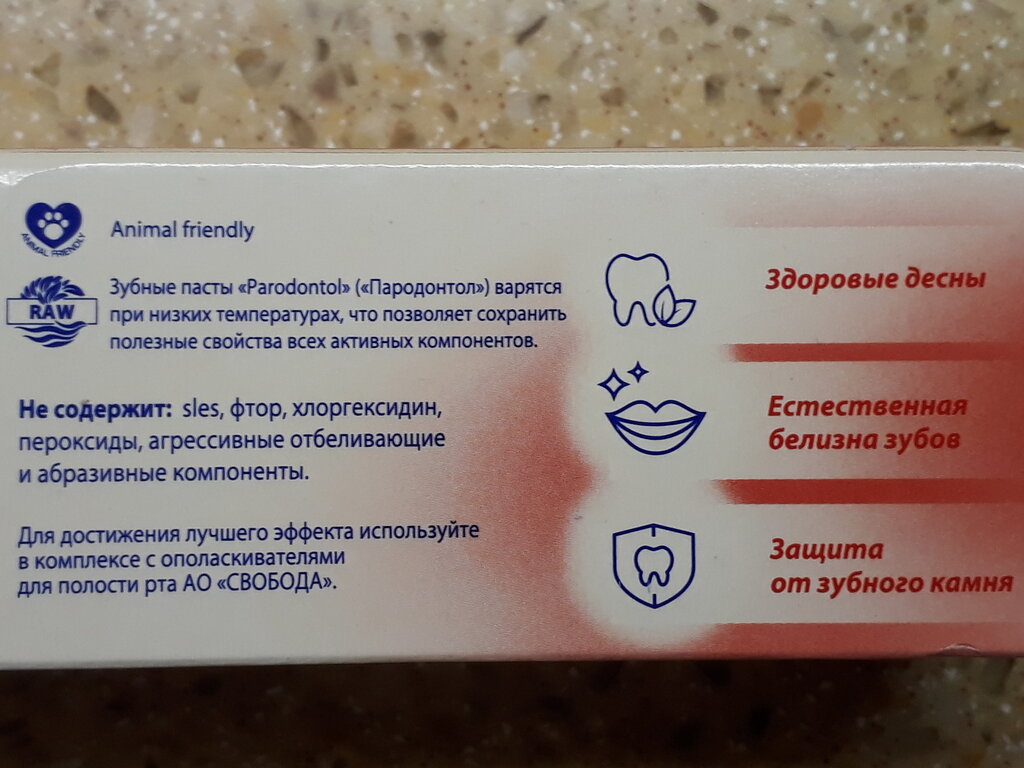 ANIMAL FRIENDLY
Animal friendly
RAW
Зубные пасты «Parodontol» («Пародонтол») варятся
при низких температурах, что позволяет сохранить
полезные свойства всех активных компонентов.
Не содержит: sles, фтор, хлоргексидин,
пероксиды, агрессивные отбеливающие
и абразивные компоненты.
Для достижения лучшего эффекта используйте
в комплексе с ополаскивателями
для полости рта АО «СВОБОДА».
Здоровые десны
Естественная
белизна зубов
Защита
от зубного камня